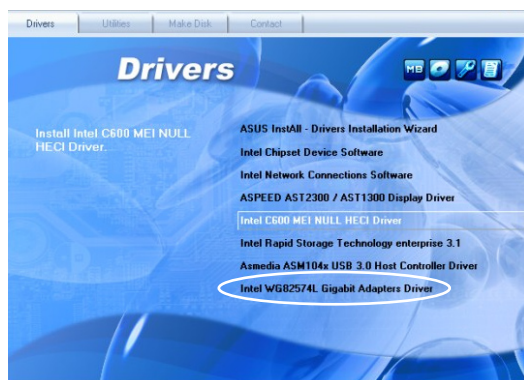 Drivers
Utilities
Make Disk
Contact
Drivers
MB
Install Intel C600 MEI NULL
HECI Driver.
ASUS InstAll - Drivers Installation Wizard
Intel Chipset Device Software
Intel Network Connections Software
ASPEED AST2300 / AST1300 Display Driver
Intel C600 MEI NULL HECI Driver
Intel Rapid Storage Technology enterprise 3.1
Asmedia ASM104x USB 3.0 Host Controller Driver
Intel WG82574L Gigabit Adapters Driver